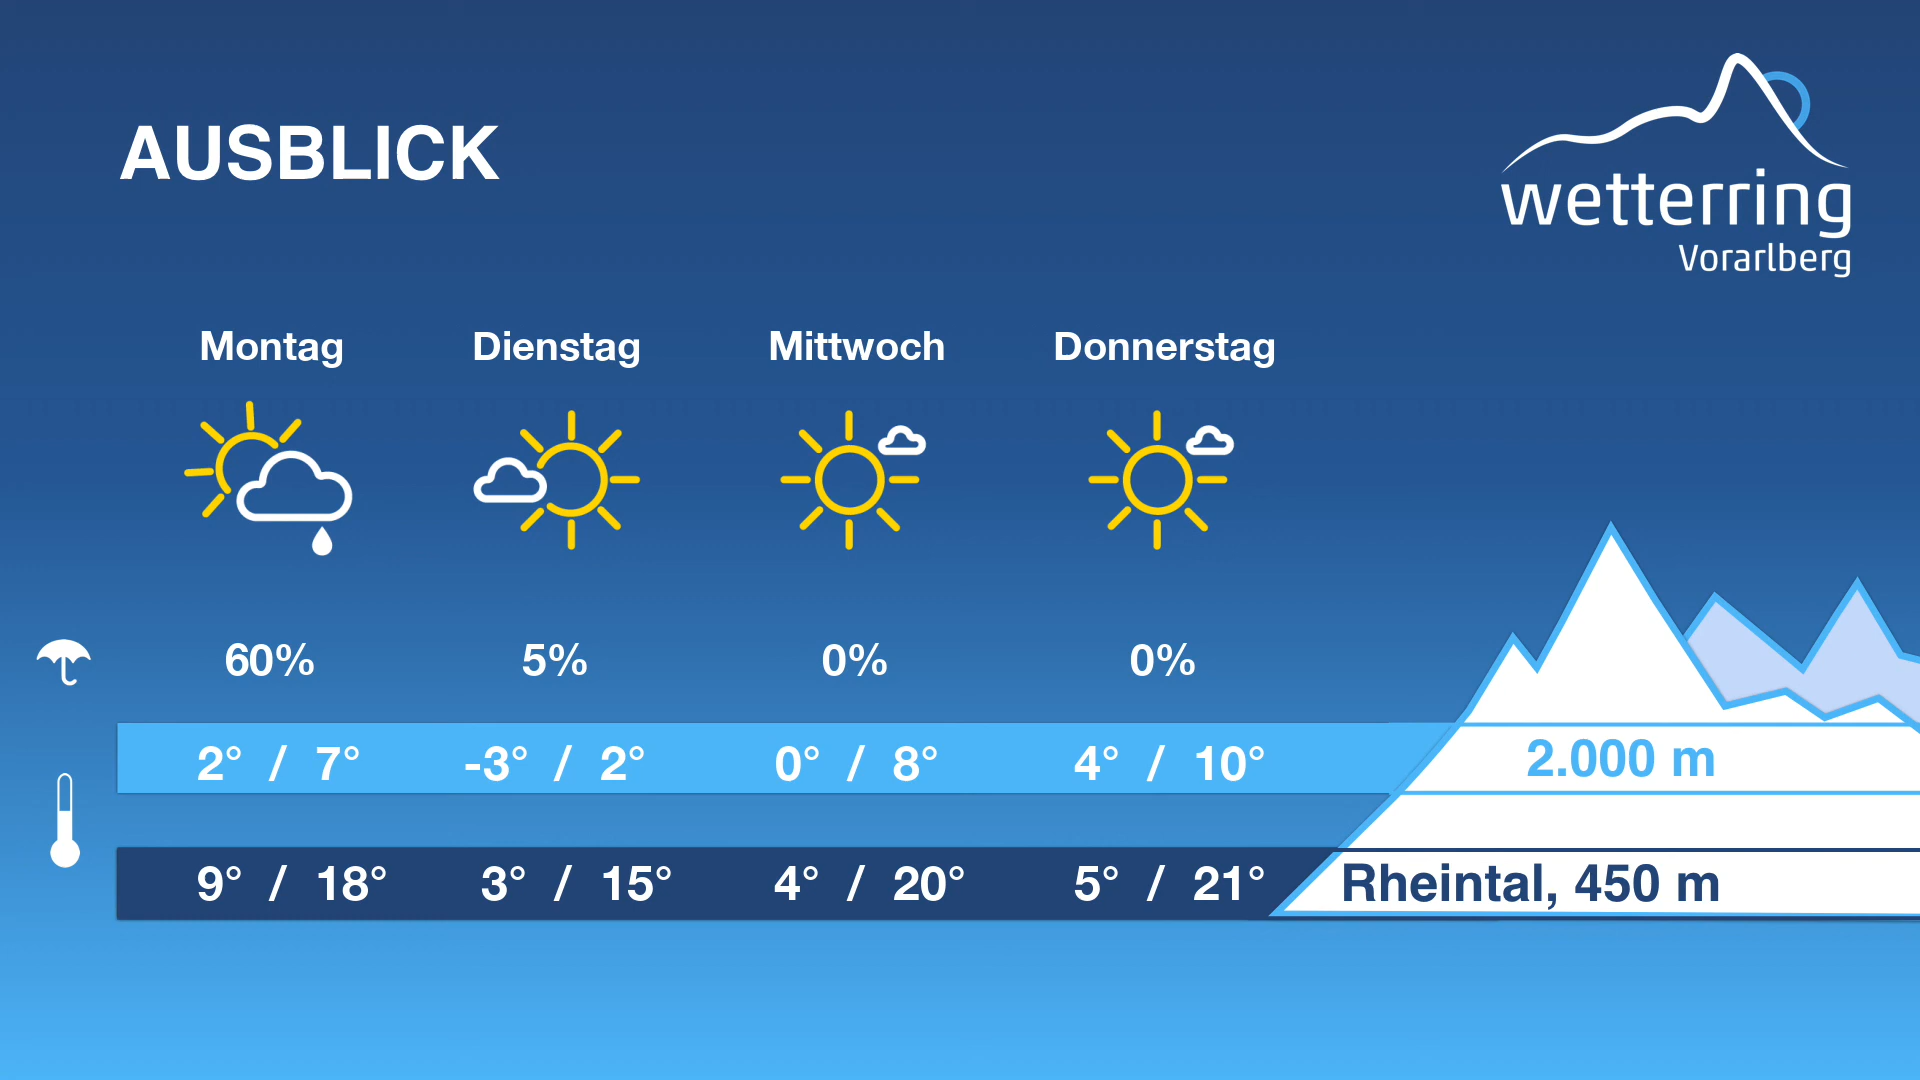 AUSBLICK
wetterring
Vorarlberg
Montag Dienstag Mittwoch Donnerstag
60% 5% 0% 0%
2° / 7° -3° / 2° 0° / 8° 4° / 10° 2.000 m
9° / 18° 3° / 15° 4° / 20° 5° / 21° Rheintal, 450 m